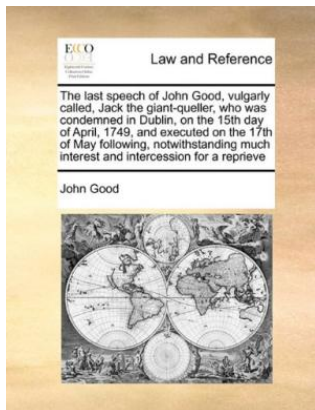 ECCO
Law and Reference
The last speech of John Good, vulgarly
called, Jack the giant-queller, who was
condemned in Dublin, on the 15th day
of April, 1749, and executed on the 17th
of May following, notwithstanding much
interest and intercession for a reprieve
John Good